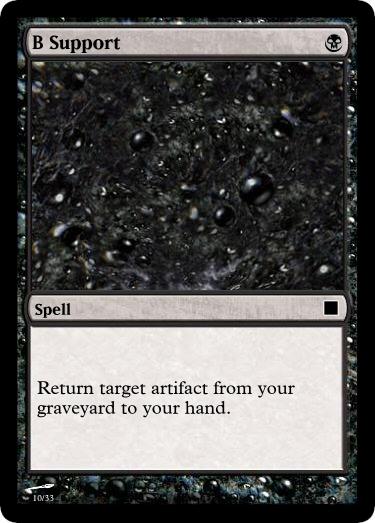 B Support
Spell
Return target artifact from your
graveyard to your hand.
10/33